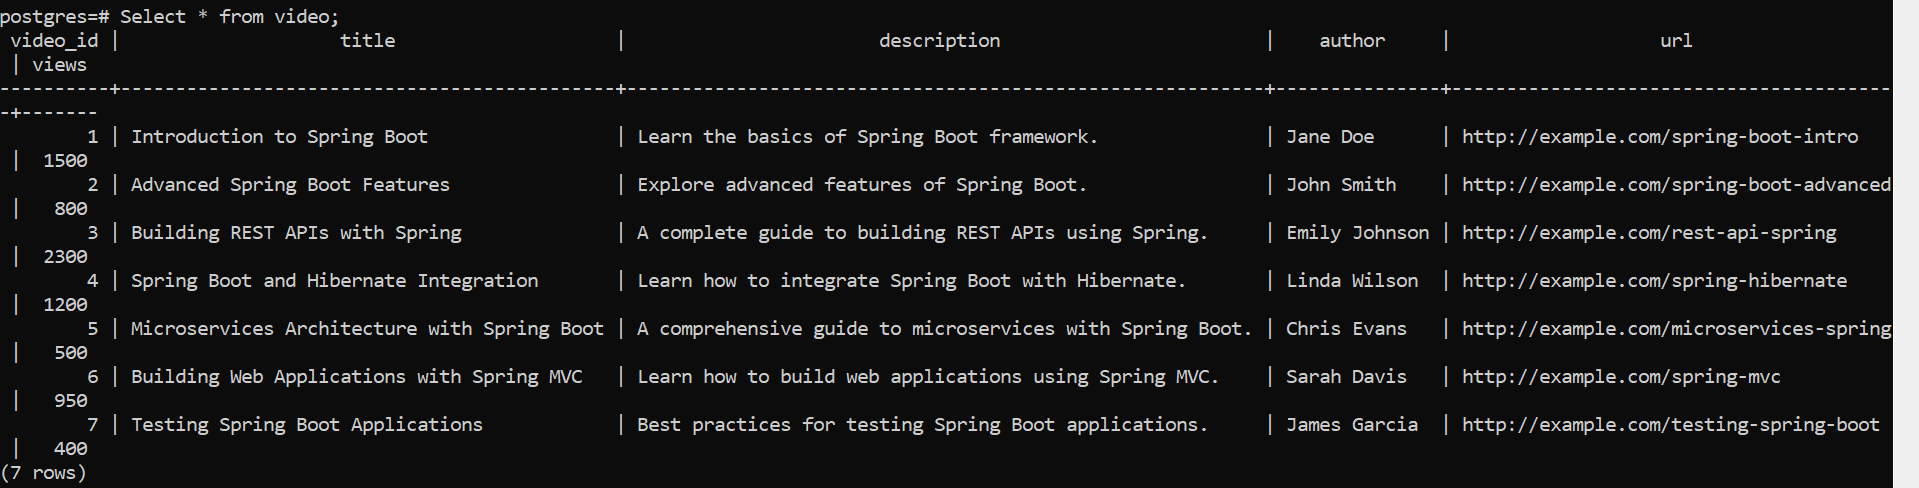 postgres=# Select * from video;
 video_id |                    title                    |                       description                        |    author     |                   url
 | views
----------+---------------------------------------------+----------------------------------------------------------+---------------+----------------------------------------
-+-------
        1 | Introduction to Spring Boot                 | Learn the basics of Spring Boot framework.               | Jane Doe      | http://example.com/spring-boot-intro
 |  1500
        2 | Advanced Spring Boot Features               | Explore advanced features of Spring Boot.                | John Smith    | http://example.com/spring-boot-advanced
 |   800
        3 | Building REST APIs with Spring              | A complete guide to building REST APIs using Spring.     | Emily Johnson | http://example.com/rest-api-spring
 |  2300
        4 | Spring Boot and Hibernate Integration       | Learn how to integrate Spring Boot with Hibernate.       | Linda Wilson  | http://example.com/spring-hibernate
 |  1200
        5 | Microservices Architecture with Spring Boot | A comprehensive guide to microservices with Spring Boot. | Chris Evans   | http://example.com/microservices-spring
 |   500
        6 | Building Web Applications with Spring MVC   | Learn how to build web applications using Spring MVC.    | Sarah Davis   | http://example.com/spring-mvc
 |   950
        7 | Testing Spring Boot Applications            | Best practices for testing Spring Boot applications.     | James Garcia  | http://example.com/testing-spring-boot
 |   400
(7 rows)